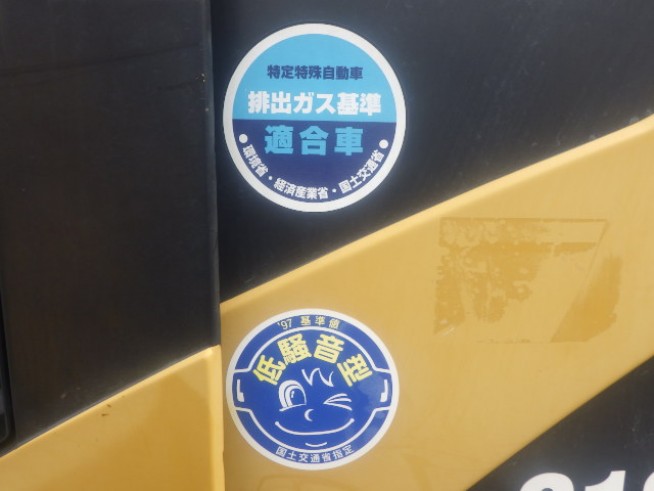 特定特殊自動車
排出ガス基準
適合車
環境省・経済産業省・国土交通省
'97 基準値
低騒音型
国土交通省指定